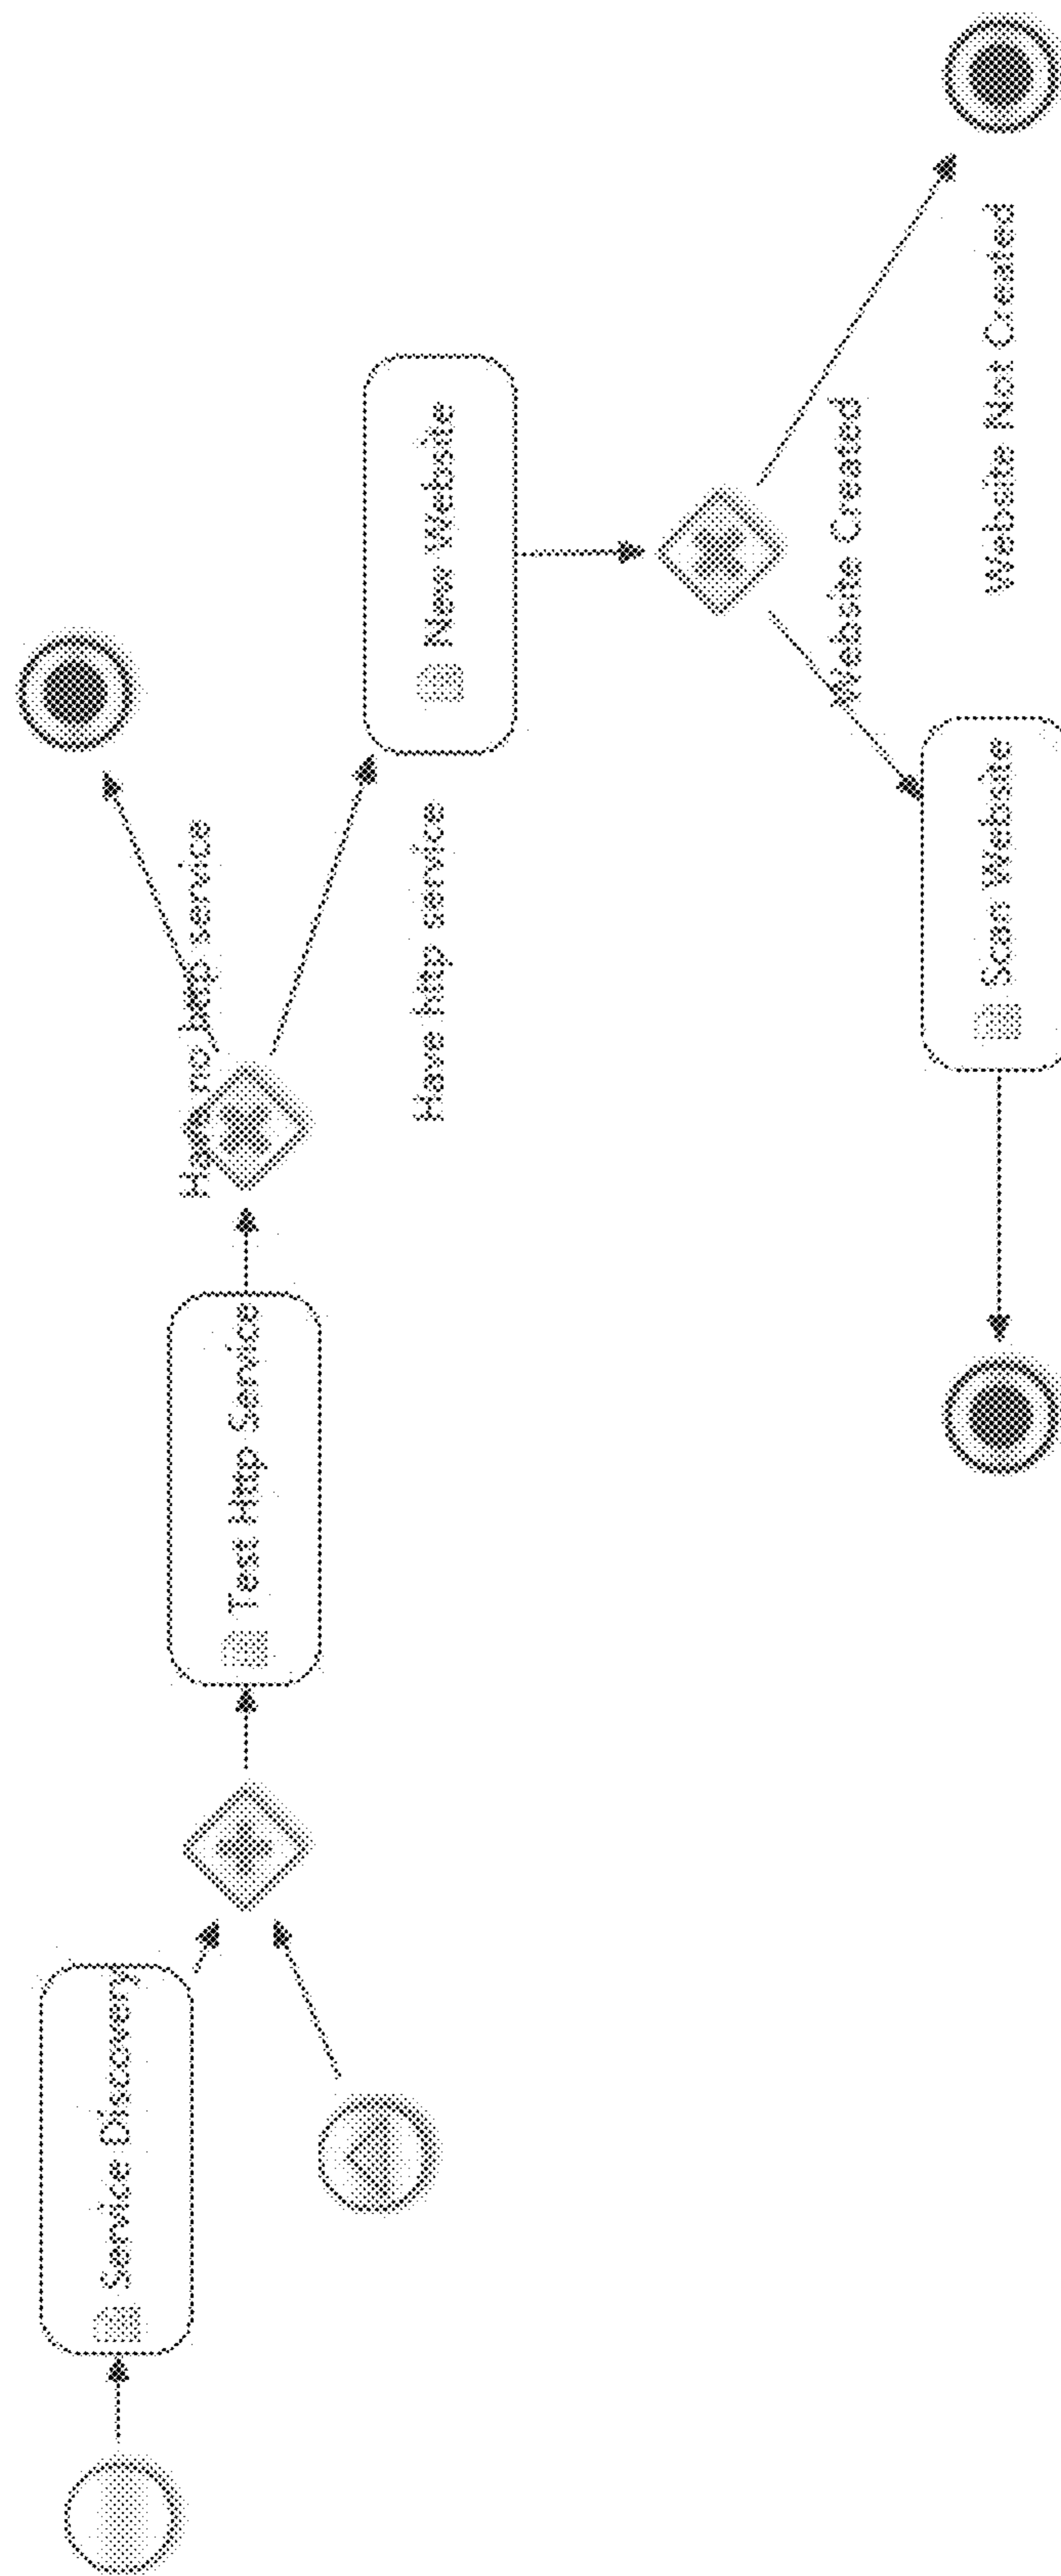 Service Discovery
Test Http Service
Have no http service
Have http service
New Website
Website Created
Website Not Created
Scan Website